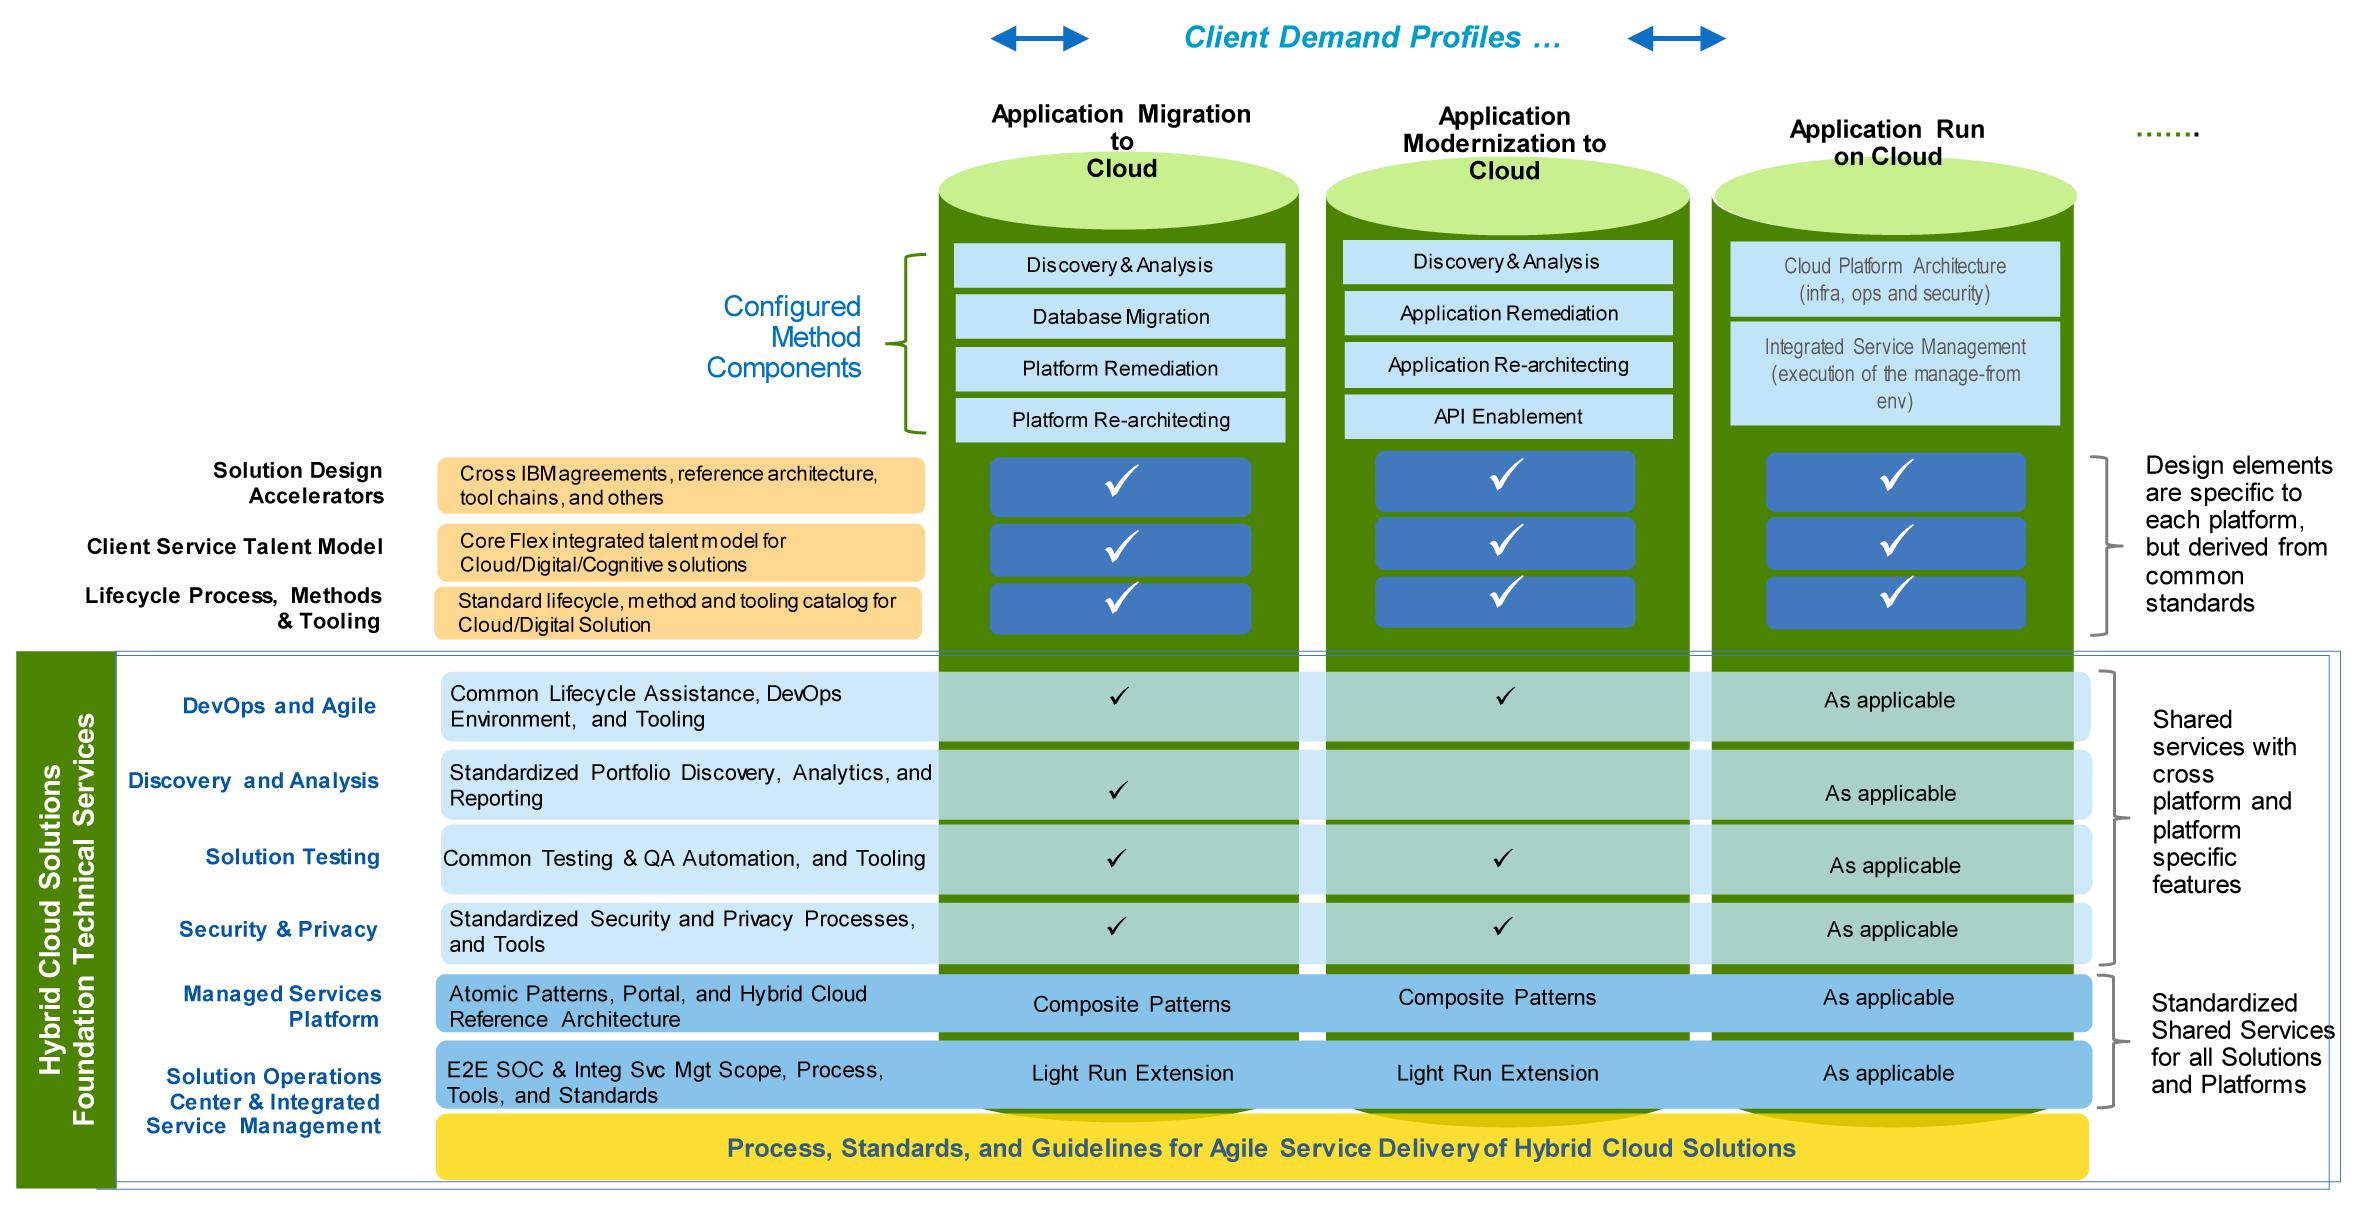 Client Demand Profiles ...
Application Migration
to
Cloud
Application
Modernization to
Cloud
Application Run
on Cloud
.......
Configured
Method
Components
Discovery & Analysis
Database Migration
Platform Remediation
Platform Re-architecting
Discovery & Analysis
Application Remediation
Application Re-architecting
API Enablement
Cloud Platform Architecture
(infra, ops and security)
Integrated Service Management
(execution of the manage-from
env)
Solution Design
Accelerators
Cross IBM agreements, reference architecture,
tool chains, and others
✓
✓
✓
Client Service Talent Model
Core Flex integrated talent model for
Cloud/Digital/Cognitive solutions
✓
✓
✓
Lifecycle Process, Methods
& Tooling
Standard lifecycle, method and tooling catalog for
Cloud/Digital Solution
✓
✓
✓
Design elements
are specific to
each platform,
but derived from
common
standards
Hybrid Cloud Solutions
Foundation Technical Services
DevOps and Agile
Common Lifecycle Assistance, DevOps
Environment, and Tooling
✓
✓
As applicable
Discovery and Analysis
Standardized Portfolio Discovery, Analytics, and
Reporting
✓
As applicable
Solution Testing
Common Testing & QA Automation, and Tooling
✓
✓
As applicable
Security & Privacy
Standardized Security and Privacy Processes,
and Tools
✓
✓
As applicable
Shared
services with
cross
platform and
platform
specific
features
Managed Services
Platform
Atomic Patterns, Portal, and Hybrid Cloud
Reference Architecture
Composite Patterns
Composite Patterns
As applicable
Solution Operations
Center & Integrated
Service Management
E2E SOC & Integ Svc Mgt Scope, Process,
Tools, and Standards
Light Run Extension
Light Run Extension
As applicable
Standardized
Shared Services
for all Solutions
and Platforms
Process, Standards, and Guidelines for Agile Service Delivery of Hybrid Cloud Solutions